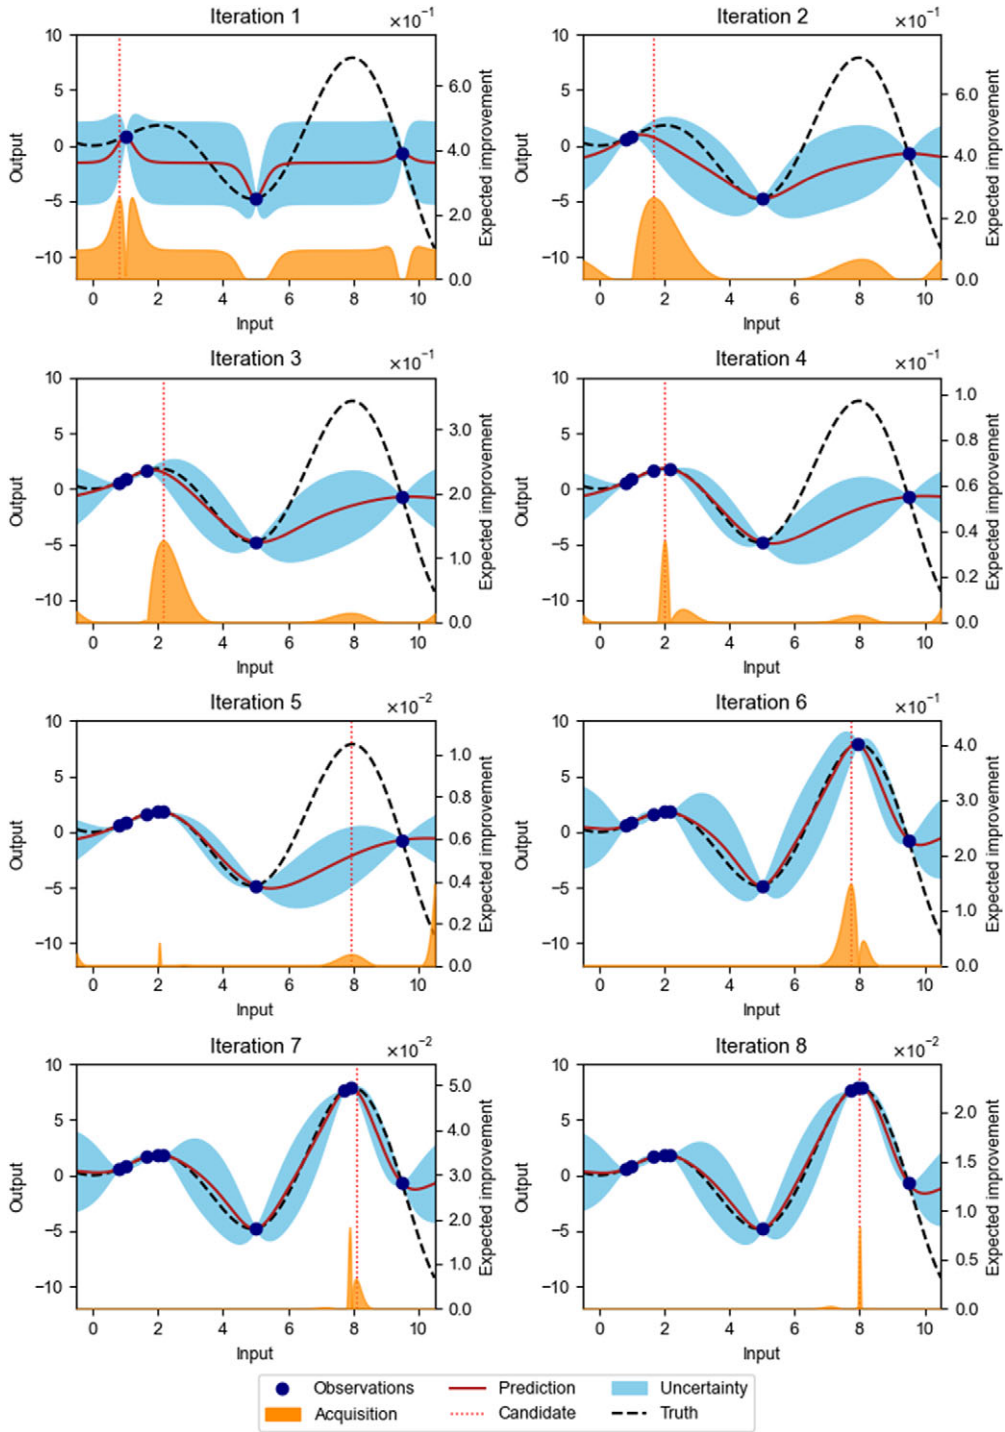 Iteration 1
×10⁻¹
Output
10
5
0
−5
−10
6.0
4.0
2.0
0.0
Expected improvement
0 2 4 6 8 10
Input
Iteration 2
×10⁻¹
Output
10
5
0
−5
−10
6.0
4.0
2.0
0.0
Expected improvement
0 2 4 6 8 10
Input
Iteration 3
×10⁻¹
Output
10
5
0
−5
−10
3.0
2.0
1.0
0.0
Expected improvement
0 2 4 6 8 10
Input
Iteration 4
×10⁻¹
Output
10
5
0
−5
−10
1.0
0.8
0.6
0.4
0.2
0.0
Expected improvement
0 2 4 6 8 10
Input
Iteration 5
×10⁻²
Output
10
5
0
−5
−10
1.0
0.8
0.6
0.4
0.2
0.0
Expected improvement
0 2 4 6 8 10
Input
Iteration 6
×10⁻¹
Output
10
5
0
−5
−10
4.0
3.0
2.0
1.0
0.0
Expected improvement
0 2 4 6 8 10
Input
Iteration 7
×10⁻²
Output
10
5
0
−5
−10
5.0
4.0
3.0
2.0
1.0
0.0
Expected improvement
0 2 4 6 8 10
Input
Iteration 8
×10⁻²
Output
10
5
0
−5
−10
2.0
1.5
1.0
0.5
0.0
Expected improvement
0 2 4 6 8 10
Input
Observations Prediction Uncertainty
Acquisition Candidate Truth